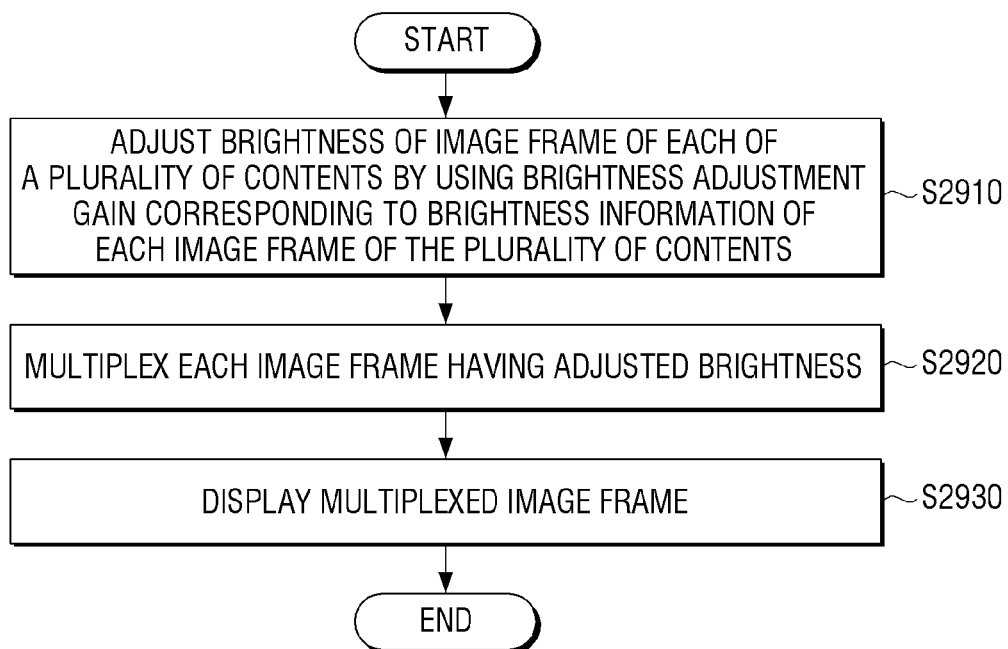 START
ADJUST BRIGHTNESS OF IMAGE FRAME OF EACH OF
A PLURALITY OF CONTENTS BY USING BRIGHTNESS ADJUSTMENT
GAIN CORRESPONDING TO BRIGHTNESS INFORMATION OF
EACH IMAGE FRAME OF THE PLURALITY OF CONTENTS
S2910
MULTIPLEX EACH IMAGE FRAME HAVING ADJUSTED BRIGHTNESS
S2920
DISPLAY MULTIPLEXED IMAGE FRAME
S2930
END